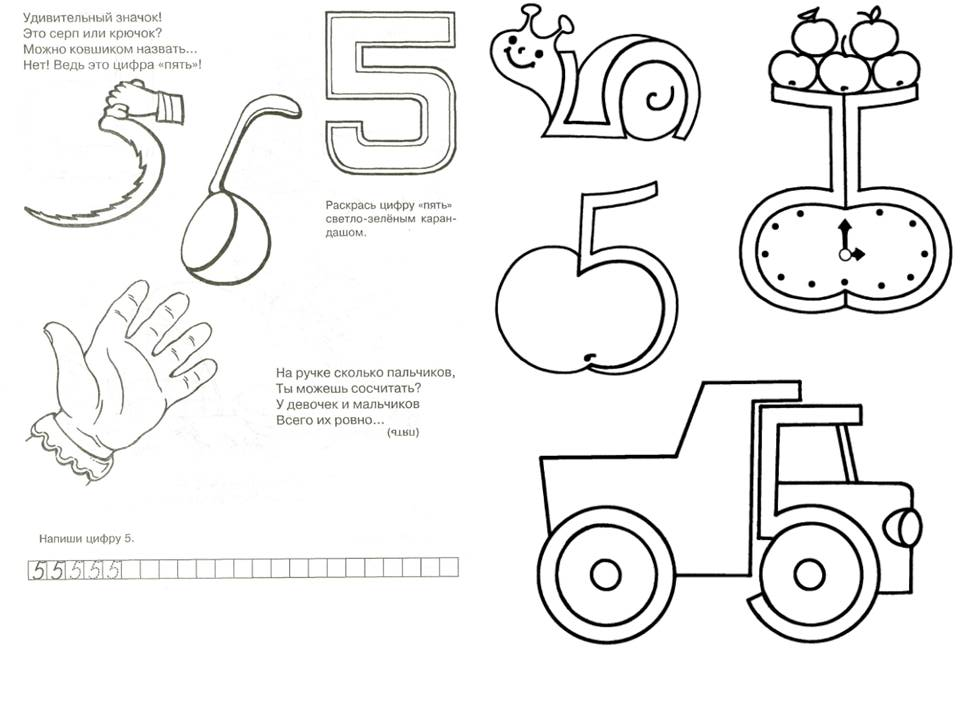 Удивительный значок!
Это серп или крючок?
Можно ковшиком назвать...
Нет! Ведь это цифра «пять»!
5
Раскрась цифру «пять»
светло-зелёным каран-
дашом.
На ручке сколько пальчиков,
Ты можешь сосчитать?
У девочек и мальчиков
Всего их ровно...
(пять)
Напиши цифру 5.
5 5 5 5 5